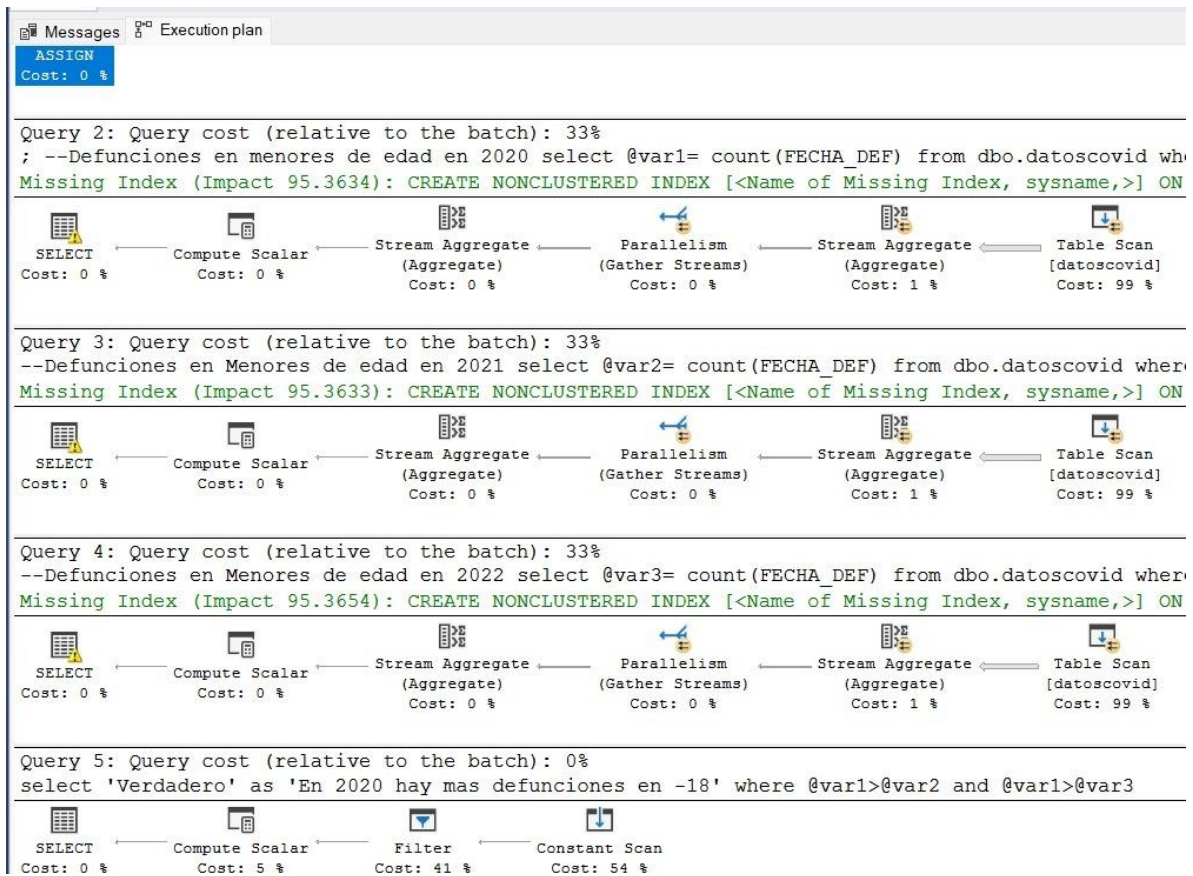 Messages Execution plan
ASSIGN
Cost: 0 %
Query 2: Query cost (relative to the batch): 33%
; --Defunciones en menores de edad en 2020 select @var1= count(FECHA_DEF) from dbo.datoscovid
Missing Index (Impact 95.3634): CREATE NONCLUSTERED INDEX [<Name of Missing Index, sysname,>] ON
SELECT Compute Scalar Stream Aggregate Parallelism Stream Aggregate Table Scan
Cost: 0 % Cost: 0 % (Aggregate) (Gather Streams) (Aggregate) [datoscovid]
Cost: 0 % Cost: 0 % Cost: 1 % Cost: 99 %
Query 3: Query cost (relative to the batch): 33%
--Defunciones en Menores de edad en 2021 select @var2= count(FECHA_DEF) from dbo.datoscovid where
Missing Index (Impact 95.3633): CREATE NONCLUSTERED INDEX [<Name of Missing Index, sysname,>] ON
SELECT Compute Scalar Stream Aggregate Parallelism Stream Aggregate Table Scan
Cost: 0 % Cost: 0 % (Aggregate) (Gather Streams) (Aggregate) [datoscovid]
Cost: 0 % Cost: 0 % Cost: 1 % Cost: 99 %
Query 4: Query cost (relative to the batch): 33%
--Defunciones en Menores de edad en 2022 select @var3= count(FECHA_DEF) from dbo.datoscovid where
Missing Index (Impact 95.3654): CREATE NONCLUSTERED INDEX [<Name of Missing Index, sysname,>] ON
SELECT Compute Scalar Stream Aggregate Parallelism Stream Aggregate Table Scan
Cost: 0 % Cost: 0 % (Aggregate) (Gather Streams) (Aggregate) [datoscovid]
Cost: 0 % Cost: 0 % Cost: 1 % Cost: 99 %
Query 5: Query cost (relative to the batch): 0%
select 'Verdadero' as 'En 2020 hay mas defunciones en -18' where @var1>@var2 and @var1>@var3
SELECT Compute Scalar Filter Constant Scan
Cost: 0 % Cost: 5 % Cost: 41 % Cost: 54 %